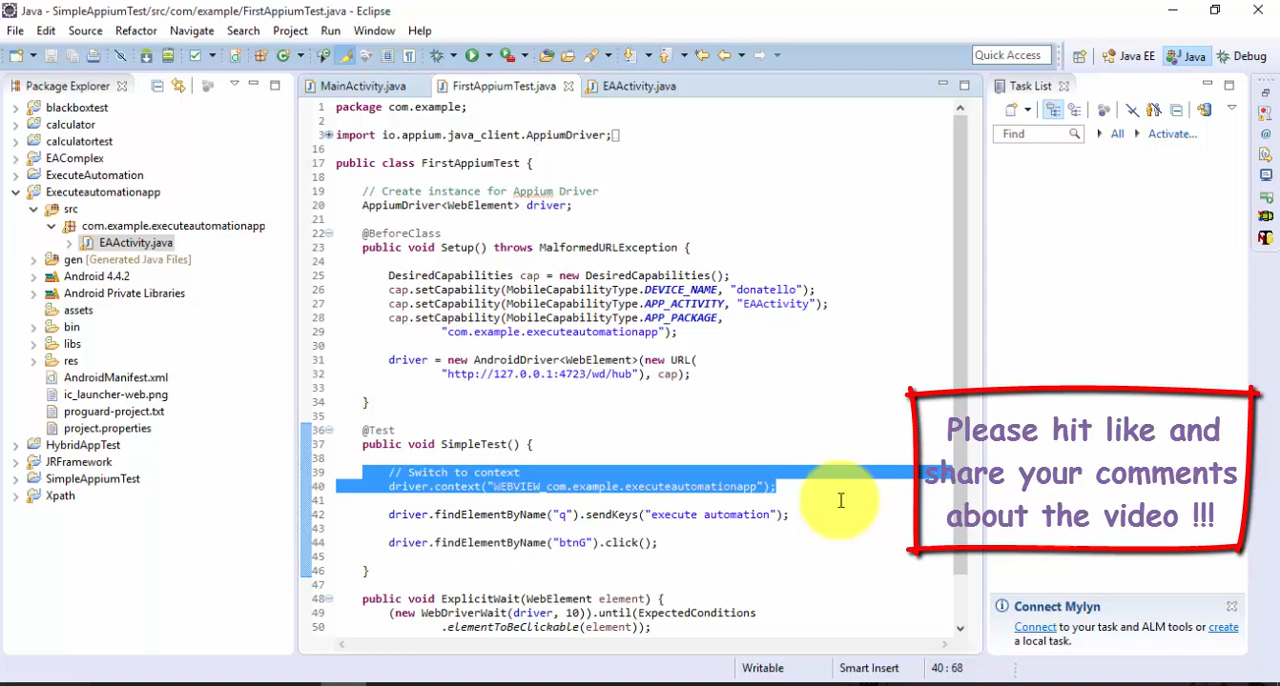 Java - SimpleAppiumTest/src/com/example/FirstAppiumTest.java - Eclipse
File Edit Source Refactor Navigate Search Project Run Window Help
Quick Access
Java EE
Java
Debug
Package Explorer
blackboxtest
calculator
calculatortest
EAComplex
ExecuteAutomation
Executeautomationapp
src
com.example.executeautomationapp
EAActivity.java
gen [Generated Java Files]
Android 4.4.2
Android Private Libraries
assets
bin
libs
res
AndroidManifest.xml
ic_launcher-web.png
proguard-project.txt
project.properties
HybridAppTest
JRFramework
SimpleAppiumTest
Xpath
MainActivity.java
FirstAppiumTest.java
EAActivity.java
1 package com.example;
2
3 import io.appium.java_client.AppiumDriver;
16
17 public class FirstAppiumTest {
18
19 // Create instance for Appium Driver
20 AppiumDriver<WebElement> driver;
21
22 @BeforeClass
23 public void Setup() throws MalformedURLException {
24
25 DesiredCapabilities cap = new DesiredCapabilities();
26 cap.setCapability(MobileCapabilityType.DEVICE_NAME, "donatello");
27 cap.setCapability(MobileCapabilityType.APP_ACTIVITY, "EAActivity");
28 cap.setCapability(MobileCapabilityType.APP_PACKAGE,
29 "com.example.executeautomationapp");
30
31 driver = new AndroidDriver<WebElement>(new URL(
32 "http://127.0.0.1:4723/wd/hub"), cap);
33
34 }
35
36 @Test
37 public void SimpleTest() {
38
39 // Switch to context
40 driver.context("WEBVIEW_com.example.executeautomationapp");
41
42 driver.findElementByName("q").sendKeys("execute automation");
43
44 driver.findElementByName("btnG").click();
45
46 }
47
48 public void ExplicitWait(WebElement element) {
49 (new WebDriverWait(driver, 10)).until(ExpectedConditions
50 .elementToBeClickable(element));
Task List
Find
All
Activate...
Please hit like and
share your comments
about the video !!!
Connect Mylyn
Connect to your task and ALM tools or create
a local task.
Writable
Smart Insert
40 : 68